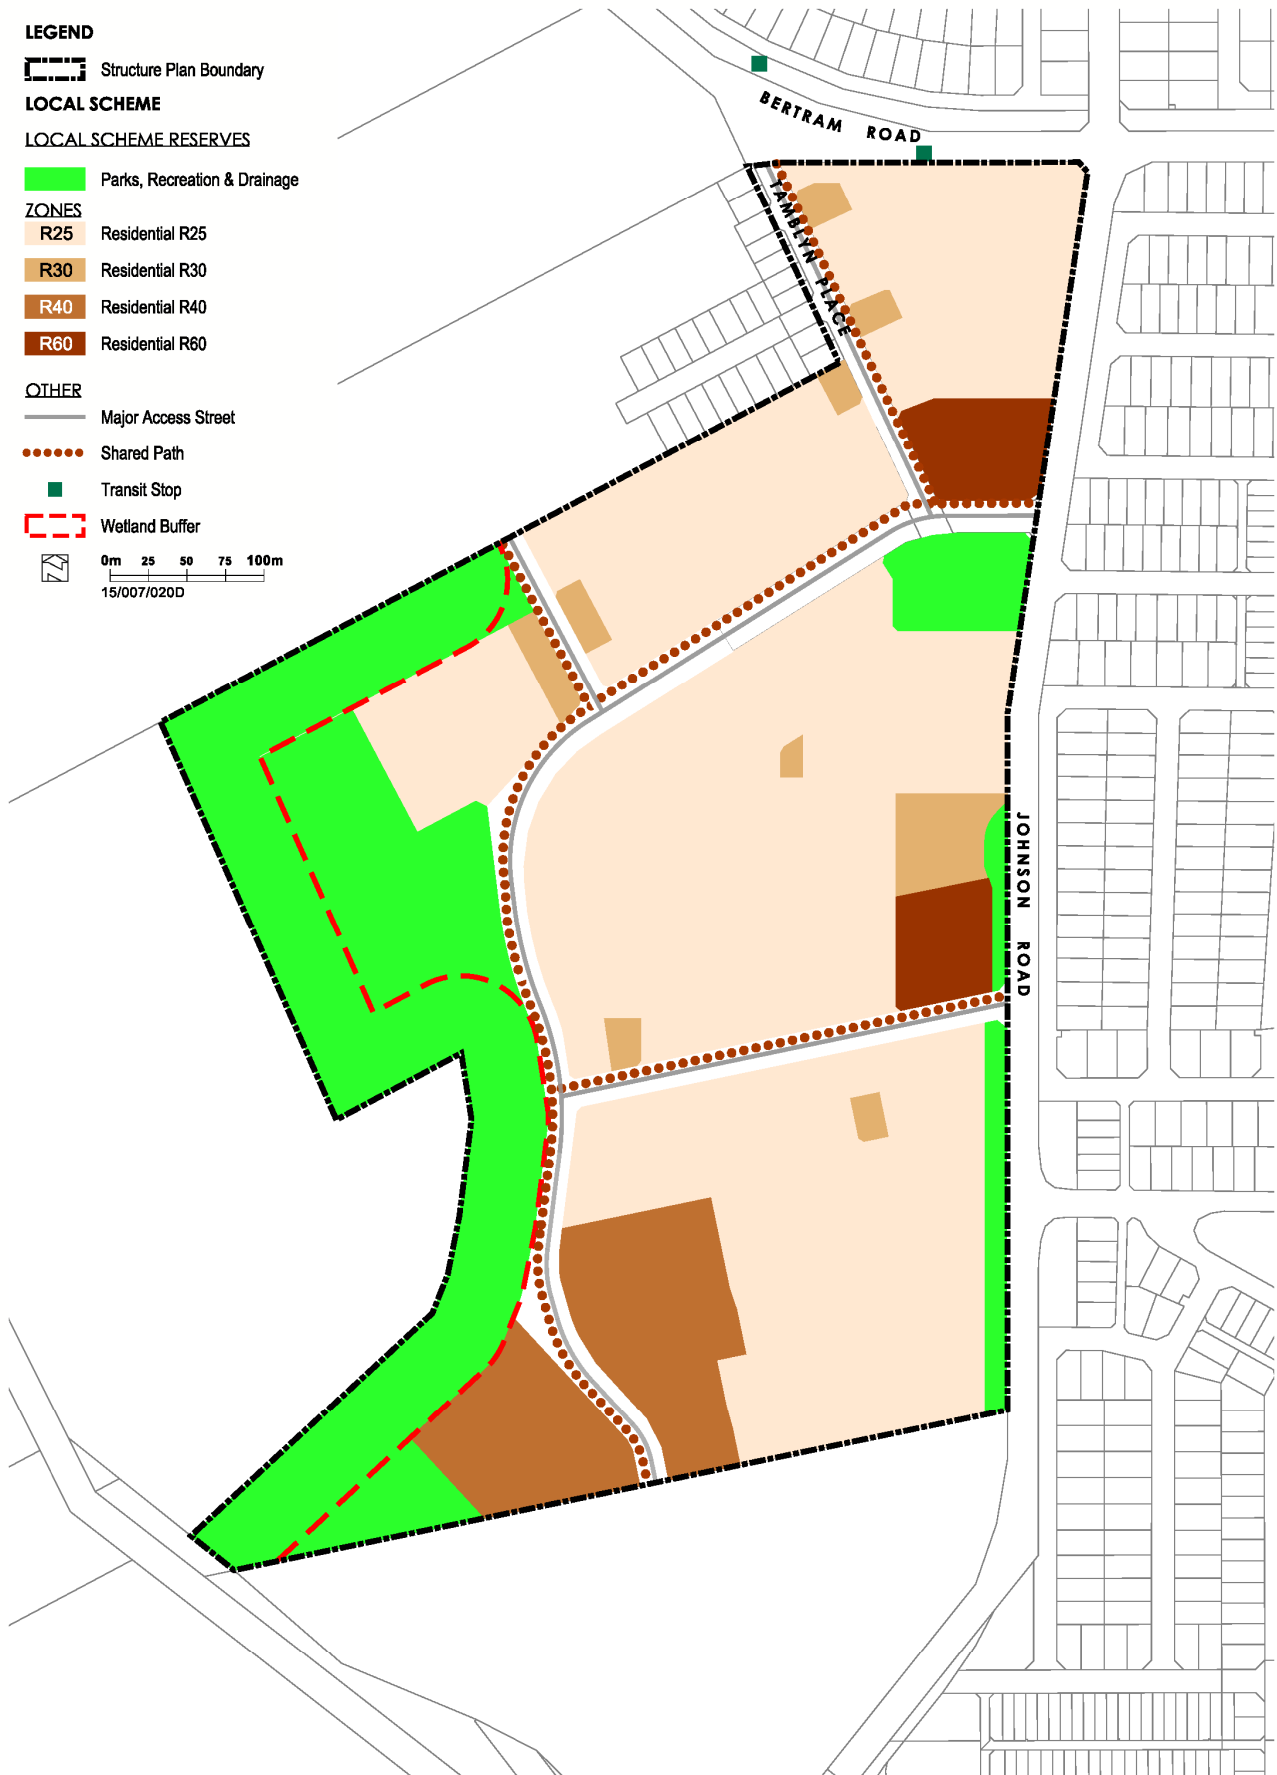 LEGEND
Structure Plan Boundary
LOCAL SCHEME
LOCAL SCHEME RESERVES
Parks, Recreation & Drainage
ZONES
R25 Residential R25
R30 Residential R30
R40 Residential R40
R60 Residential R60
OTHER
Major Access Street
Shared Path
Transit Stop
Wetland Buffer
0m 25 50 75 100m
15/007/020D
BERTRAM ROAD
TAMBLYN PLACE
JOHNSON ROAD